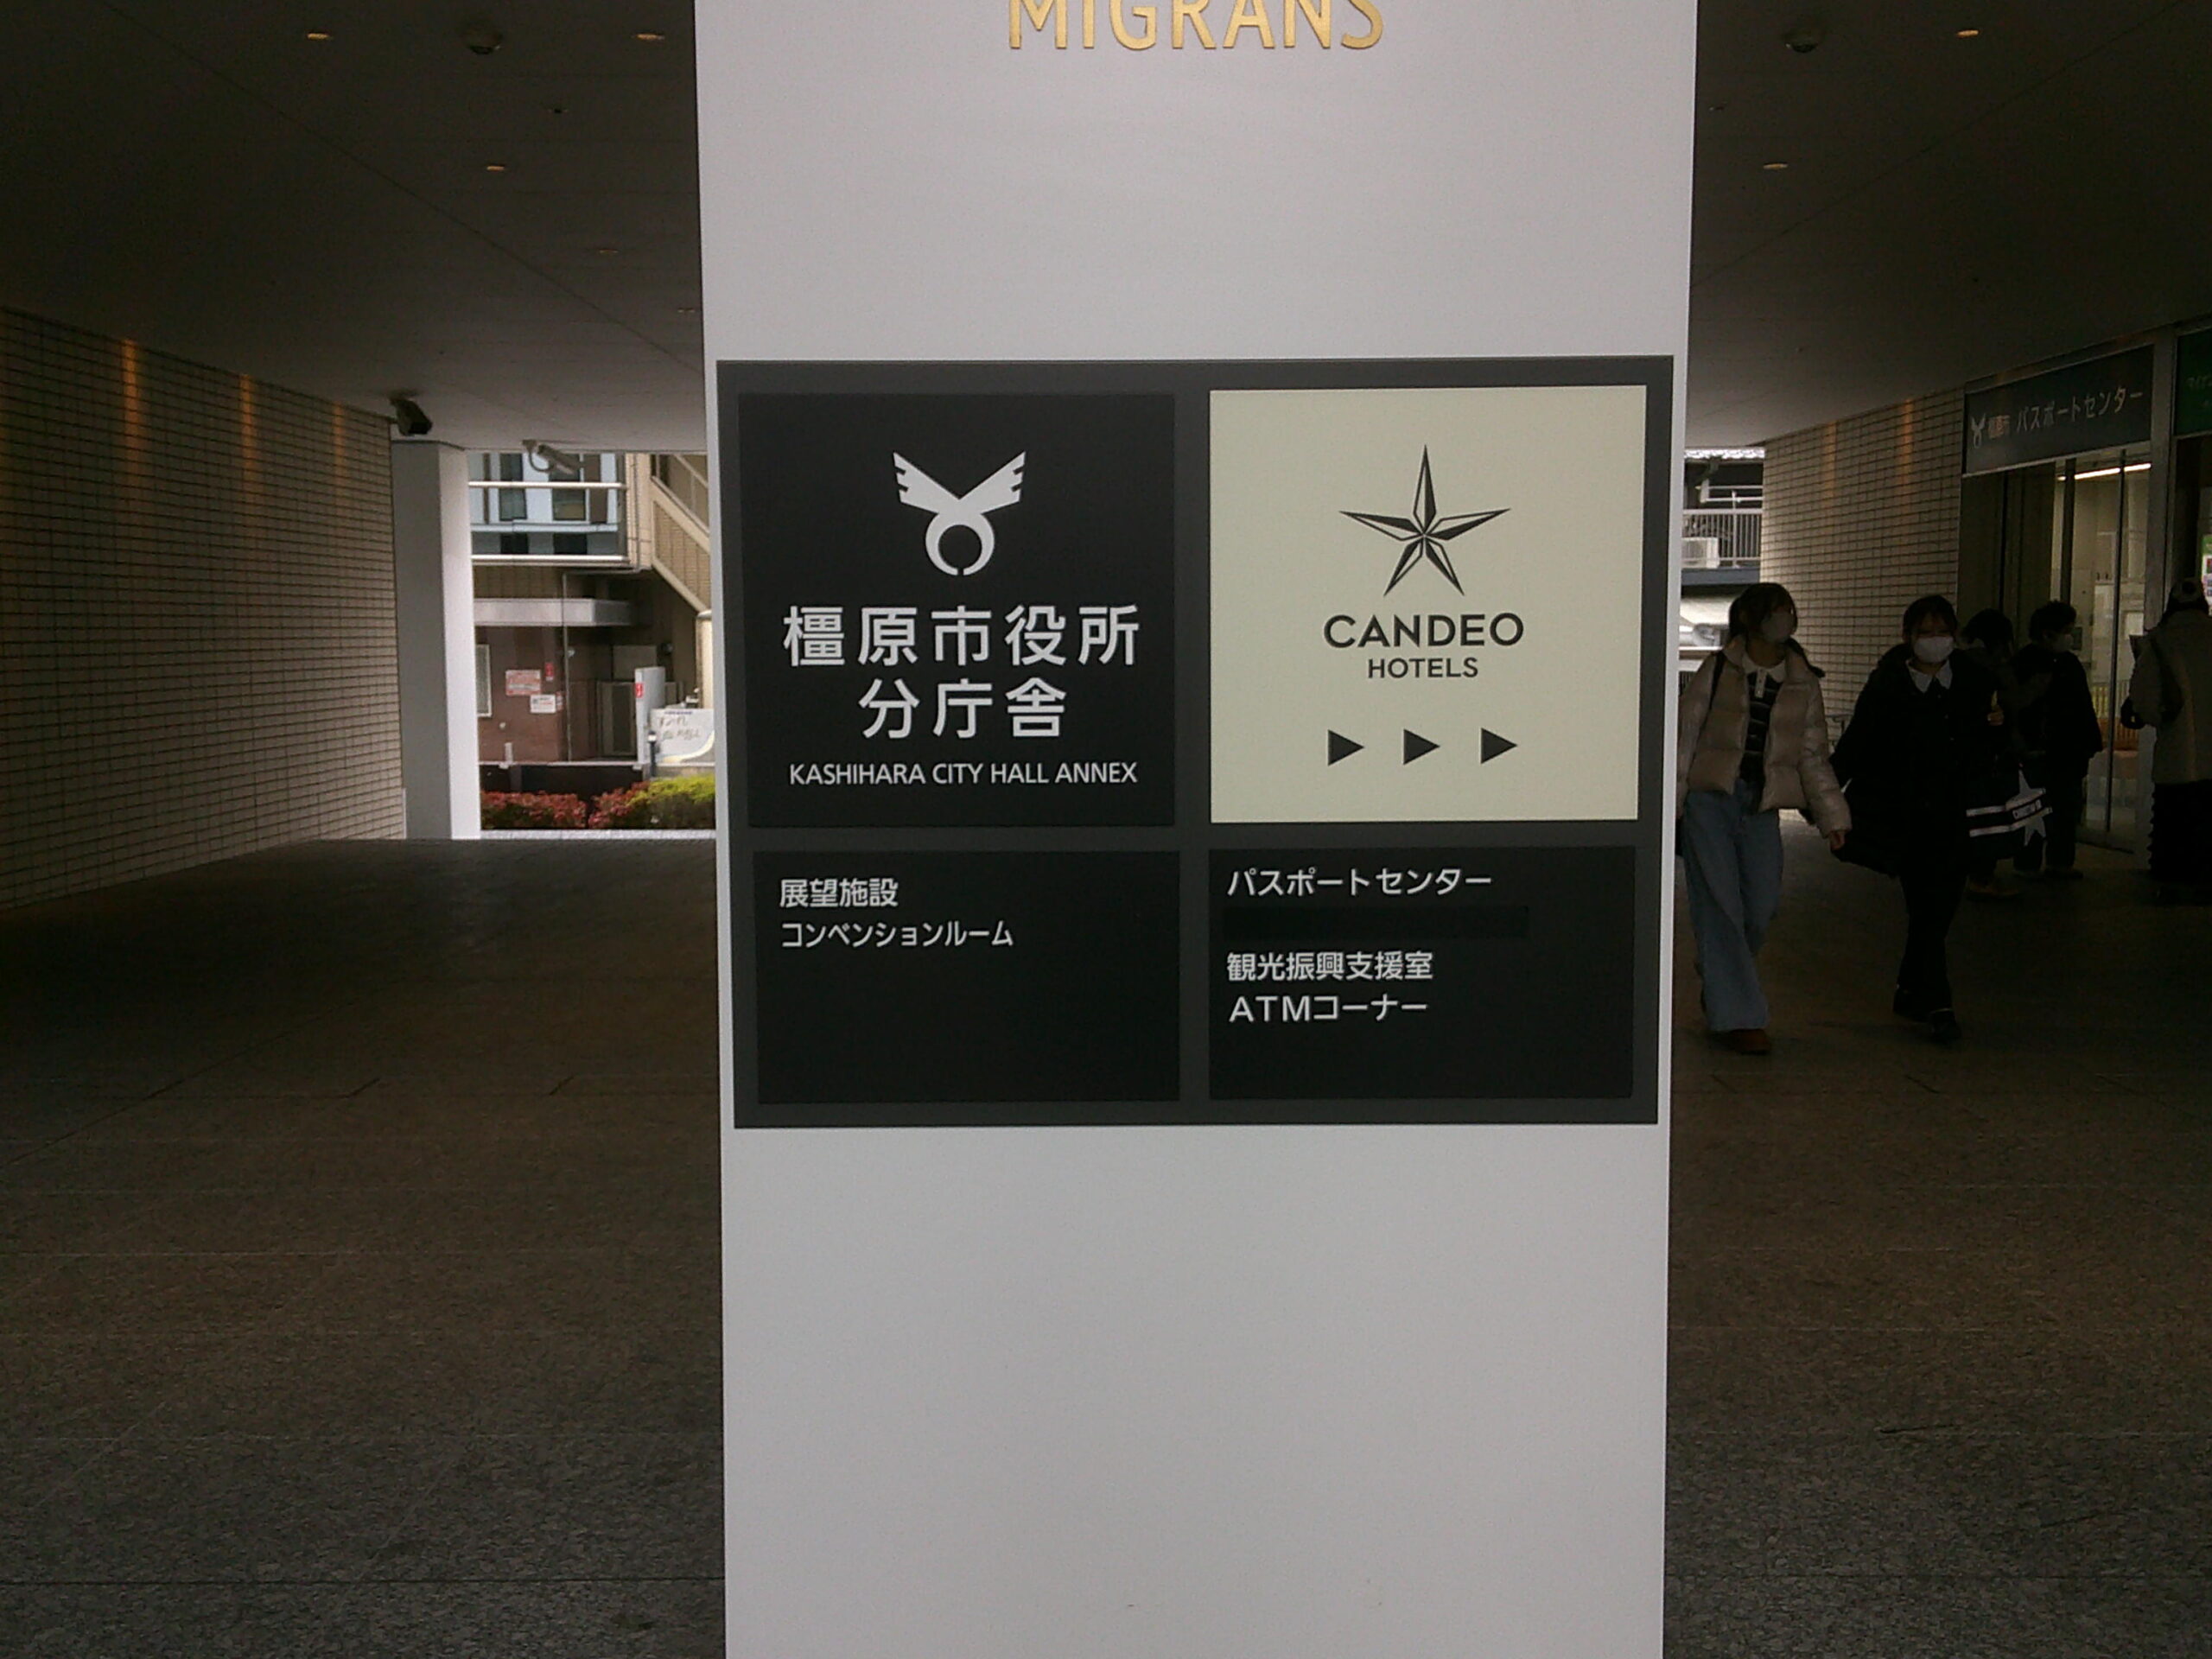 MIGRANS
橿原市役所
分庁舎
KASHIHARA CITY HALL ANNEX
CANDEO
HOTELS
展望施設
コンベンションルーム
パスポートセンター
観光振興支援室
ATMコーナー
橿原市 パスポートセンター